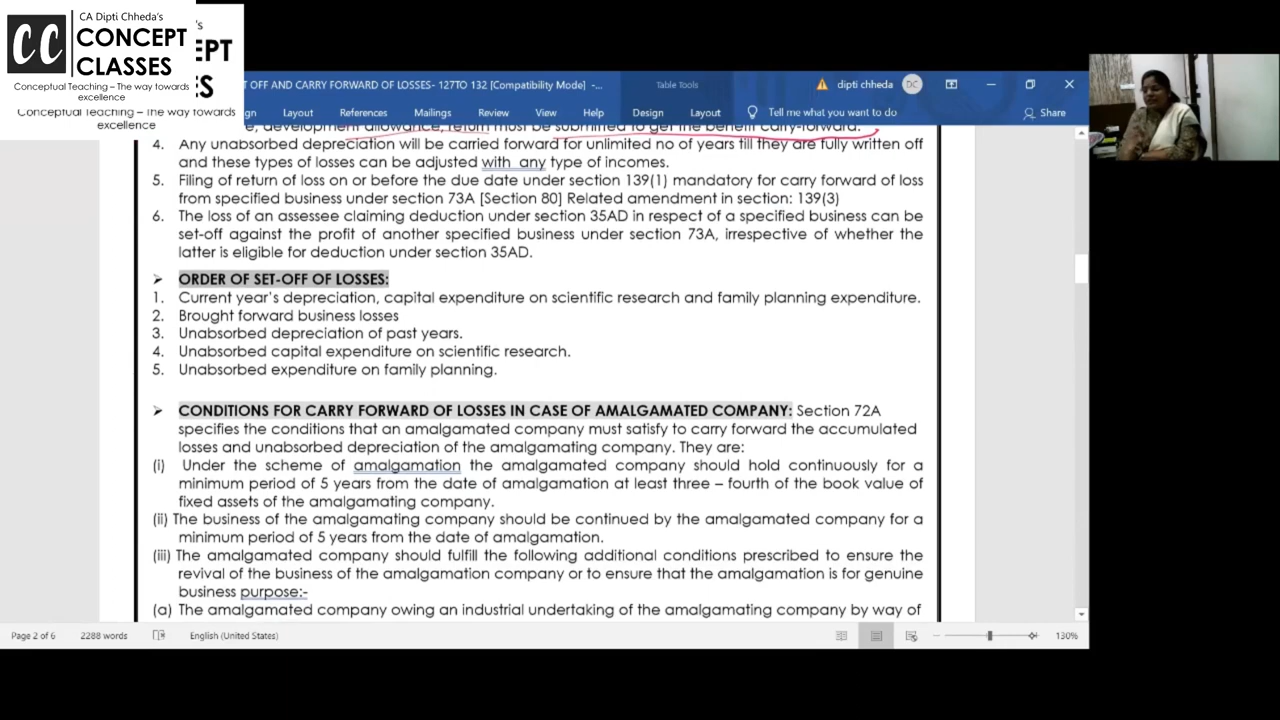 CA Dipti Chheda's
CC CONCEPT
CLASSES
Conceptual Teaching – The way towards
excellence
's
EPT
S
Conceptual Teaching – The way towards
excellence
T OFF AND CARRY FORWARD OF LOSSES- 127TO 132 [Compatibility Mode] -...
Table Tools
dipti chheda DC
gn Layout References Mailings Review View Help Design Layout Tell me what you want to do Share
e, development allowance, return must be submitted to get the benefit carry-forward.
4. Any unabsorbed depreciation will be carried forward for unlimited no of years till they are fully written off
and these types of losses can be adjusted with any type of incomes.
5. Filing of return of loss on or before the due date under section 139(1) mandatory for carry forward of loss
from specified business under section 73A [Section 80] Related amendment in section: 139(3)
6. The loss of an assessee claiming deduction under section 35AD in respect of a specified business can be
set-off against the profit of another specified business under section 73A, irrespective of whether the
latter is eligible for deduction under section 35AD.
➢ ORDER OF SET-OFF OF LOSSES:
1. Current year's depreciation, capital expenditure on scientific research and family planning expenditure.
2. Brought forward business losses
3. Unabsorbed depreciation of past years.
4. Unabsorbed capital expenditure on scientific research.
5. Unabsorbed expenditure on family planning.
➢ CONDITIONS FOR CARRY FORWARD OF LOSSES IN CASE OF AMALGAMATED COMPANY: Section 72A
specifies the conditions that an amalgamated company must satisfy to carry forward the accumulated
losses and unabsorbed depreciation of the amalgamating company. They are:
(i) Under the scheme of amalgamation the amalgamated company should hold continuously for a
minimum period of 5 years from the date of amalgamation at least three – fourth of the book value of
fixed assets of the amalgamating company.
(ii) The business of the amalgamating company should be continued by the amalgamated company for a
minimum period of 5 years from the date of amalgamation.
(iii) The amalgamated company should fulfill the following additional conditions prescribed to ensure the
revival of the business of the amalgamation company or to ensure that the amalgamation is for genuine
business purpose:-
(a) The amalgamated company owing an industrial undertaking of the amalgamating company by way of
Page 2 of 6 2288 words English (United States) 130%